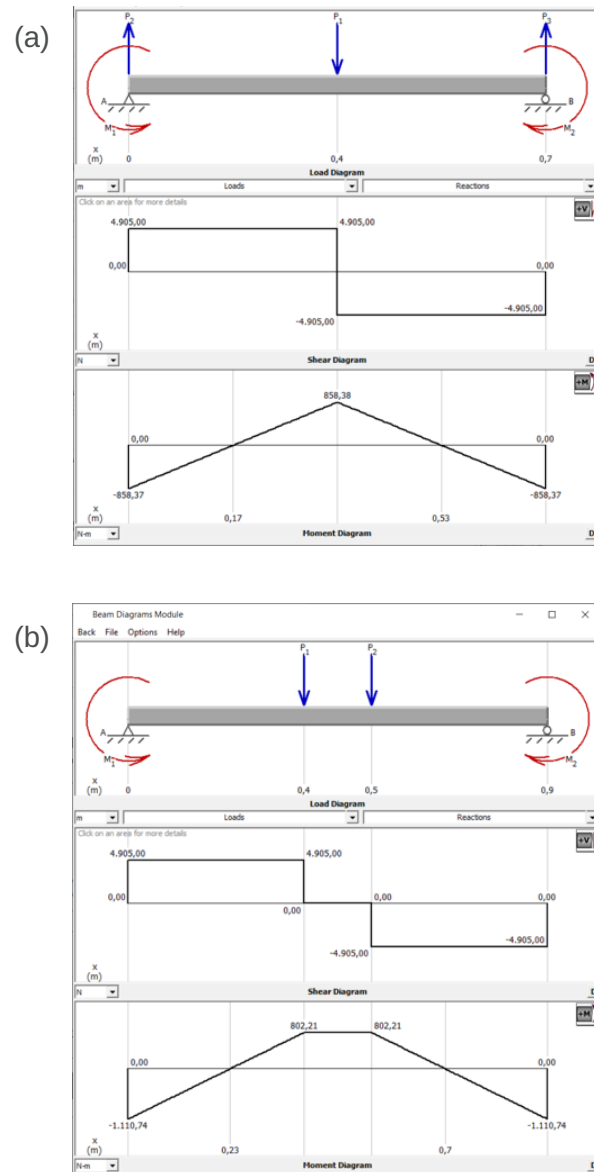 (a)
P2 P1 P3
A B
M1 M2
x
(m) 0 0,4 0,7
Load Diagram
m Loads Reactions
Click on an area for more details
+V
4.905,00 4.905,00
0,00 0,00
-4.905,00 -4.905,00
x
(m)
N Shear Diagram D
+M
858,38
0,00 0,00
-858,37 -858,37
x
(m) 0,17 0,53
N-m Moment Diagram D
(b)
Beam Diagrams Module
Back File Options Help
P1 P2
A B
M1 M2
x
(m) 0 0,4 0,5 0,9
Load Diagram
m Loads Reactions
Click on an area for more details
+V
4.905,00 4.905,00
0,00 0,00 0,00 0,00
-4.905,00 -4.905,00
x
(m)
N Shear Diagram D
+M
802,21 802,21
0,00 0,00
-1.110,74 -1.110,74
x
(m) 0,23 0,7
N-m Moment Diagram D